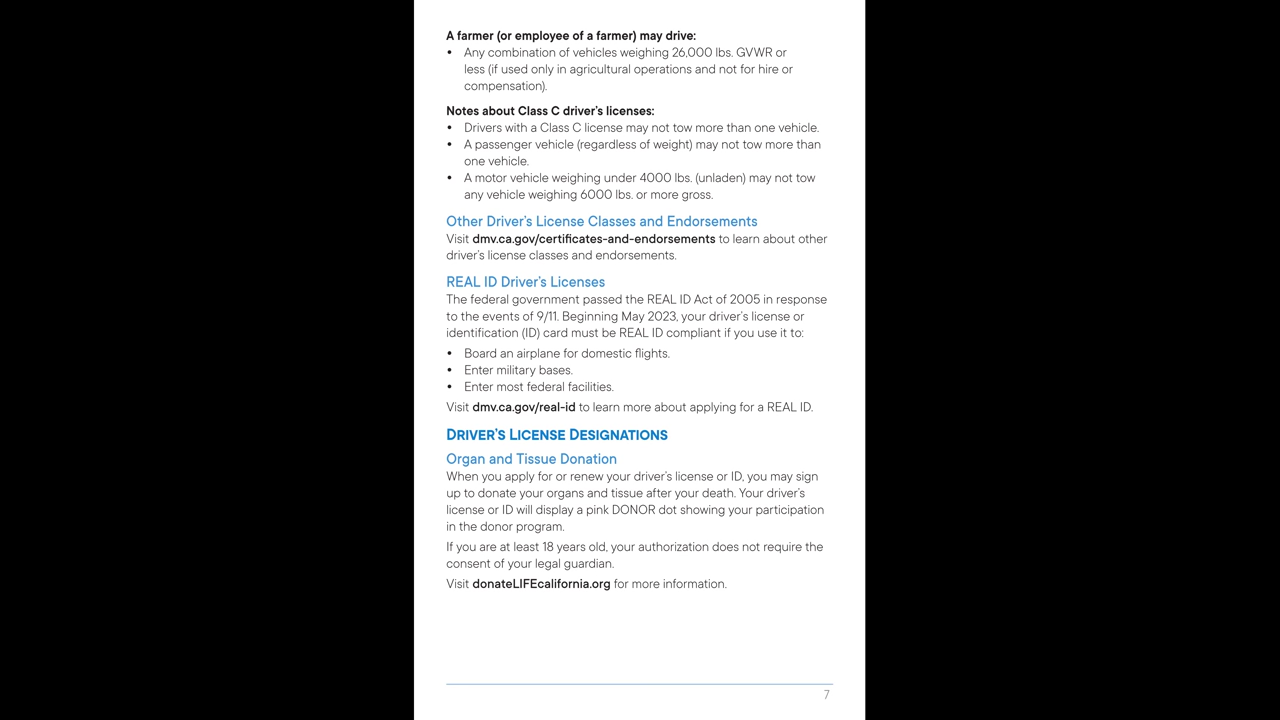 A farmer (or employee of a farmer) may drive:
• Any combination of vehicles weighing 26,000 lbs. GVWR or
less (if used only in agricultural operations and not for hire or
compensation).
Notes about Class C driver's licenses:
• Drivers with a Class C license may not tow more than one vehicle.
• A passenger vehicle (regardless of weight) may not tow more than
one vehicle.
• A motor vehicle weighing under 4000 lbs. (unladen) may not tow
any vehicle weighing 6000 lbs. or more gross.
Other Driver's License Classes and Endorsements
Visit dmv.ca.gov/certificates-and-endorsements to learn about other
driver's license classes and endorsements.
REAL ID Driver's Licenses
The federal government passed the REAL ID Act of 2005 in response
to the events of 9/11. Beginning May 2023, your driver's license or
identification (ID) card must be REAL ID compliant if you use it to:
• Board an airplane for domestic flights.
• Enter military bases.
• Enter most federal facilities.
Visit dmv.ca.gov/real-id to learn more about applying for a REAL ID.
DRIVER'S LICENSE DESIGNATIONS
Organ and Tissue Donation
When you apply for or renew your driver's license or ID, you may sign
up to donate your organs and tissue after your death. Your driver's
license or ID will display a pink DONOR dot showing your participation
in the donor program.
If you are at least 18 years old, your authorization does not require the
consent of your legal guardian.
Visit donateLIFEcalifornia.org for more information.
7